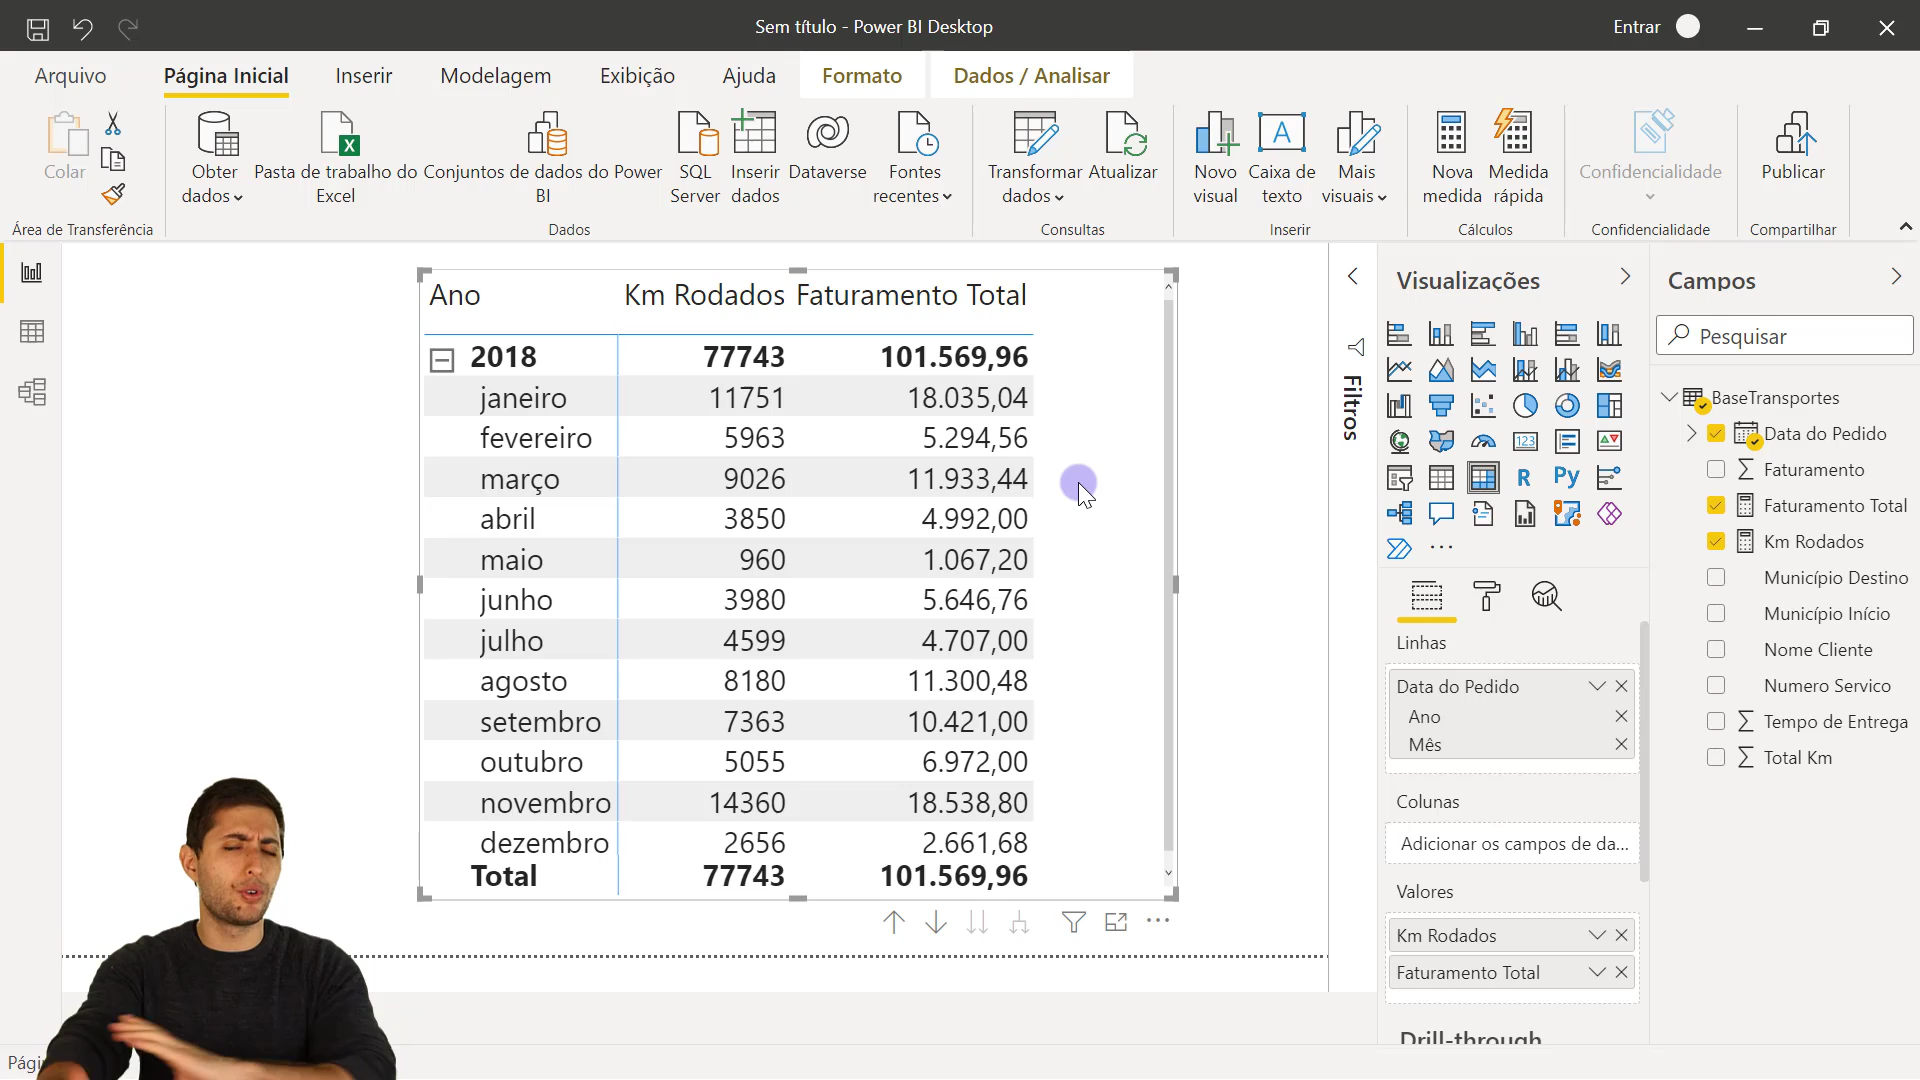 Sem título - Power BI Desktop
Entrar
Arquivo
Página Inicial
Inserir
Modelagem
Exibição
Ajuda
Formato
Dados / Analisar
Colar
Área de Transferência
Obter dados
Pasta de trabalho do Excel
Conjuntos de dados do Power BI
SQL Server
Inserir dados
Dataverse
Fontes recentes
Dados
Transformar dados
Atualizar
Consultas
Novo visual
Caixa de texto
Mais visuais
Inserir
Nova medida
Medida rápida
Cálculos
Confidencialidade
Confidencialidade
Publicar
Compartilhar
Ano Km Rodados Faturamento Total
2018 77743 101.569,96
janeiro 11751 18.035,04
fevereiro 5963 5.294,56
março 9026 11.933,44
abril 3850 4.992,00
maio 960 1.067,20
junho 3980 5.646,76
julho 4599 4.707,00
agosto 8180 11.300,48
setembro 7363 10.421,00
outubro 5055 6.972,00
novembro 14360 18.538,80
dezembro 2656 2.661,68
Total 77743 101.569,96
Filtros
Visualizações
123
R
Py
Linhas
Data do Pedido
Ano
Mês
Colunas
Adicionar os campos de da...
Valores
Km Rodados
Faturamento Total
Drill-through
Campos
Pesquisar
BaseTransportes
Data do Pedido
Faturamento
Faturamento Total
Km Rodados
Município Destino
Município Início
Nome Cliente
Numero Servico
Tempo de Entrega
Total Km